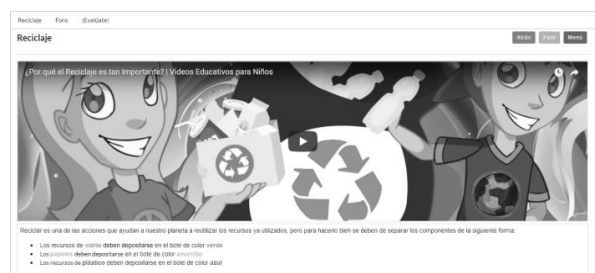 Reciclaje Foro ¡Evalúate!
Reciclaje
Atrás Foro Menú
¿Por qué el Reciclaje es tan Importante? | Videos Educativos para Niños
Reciclar es una de las acciones que ayudan a nuestro planeta a reutilizar los recursos ya utilizados, pero para hacerlo bien se deben de separar los componentes de la siguiente forma:
Los recursos de vidrio deben depositarse en el bote de color verde
Los papeles deben depositarse en el bote de color amarillo
Los recursos de plástico deben depositarse en el bote de color azul